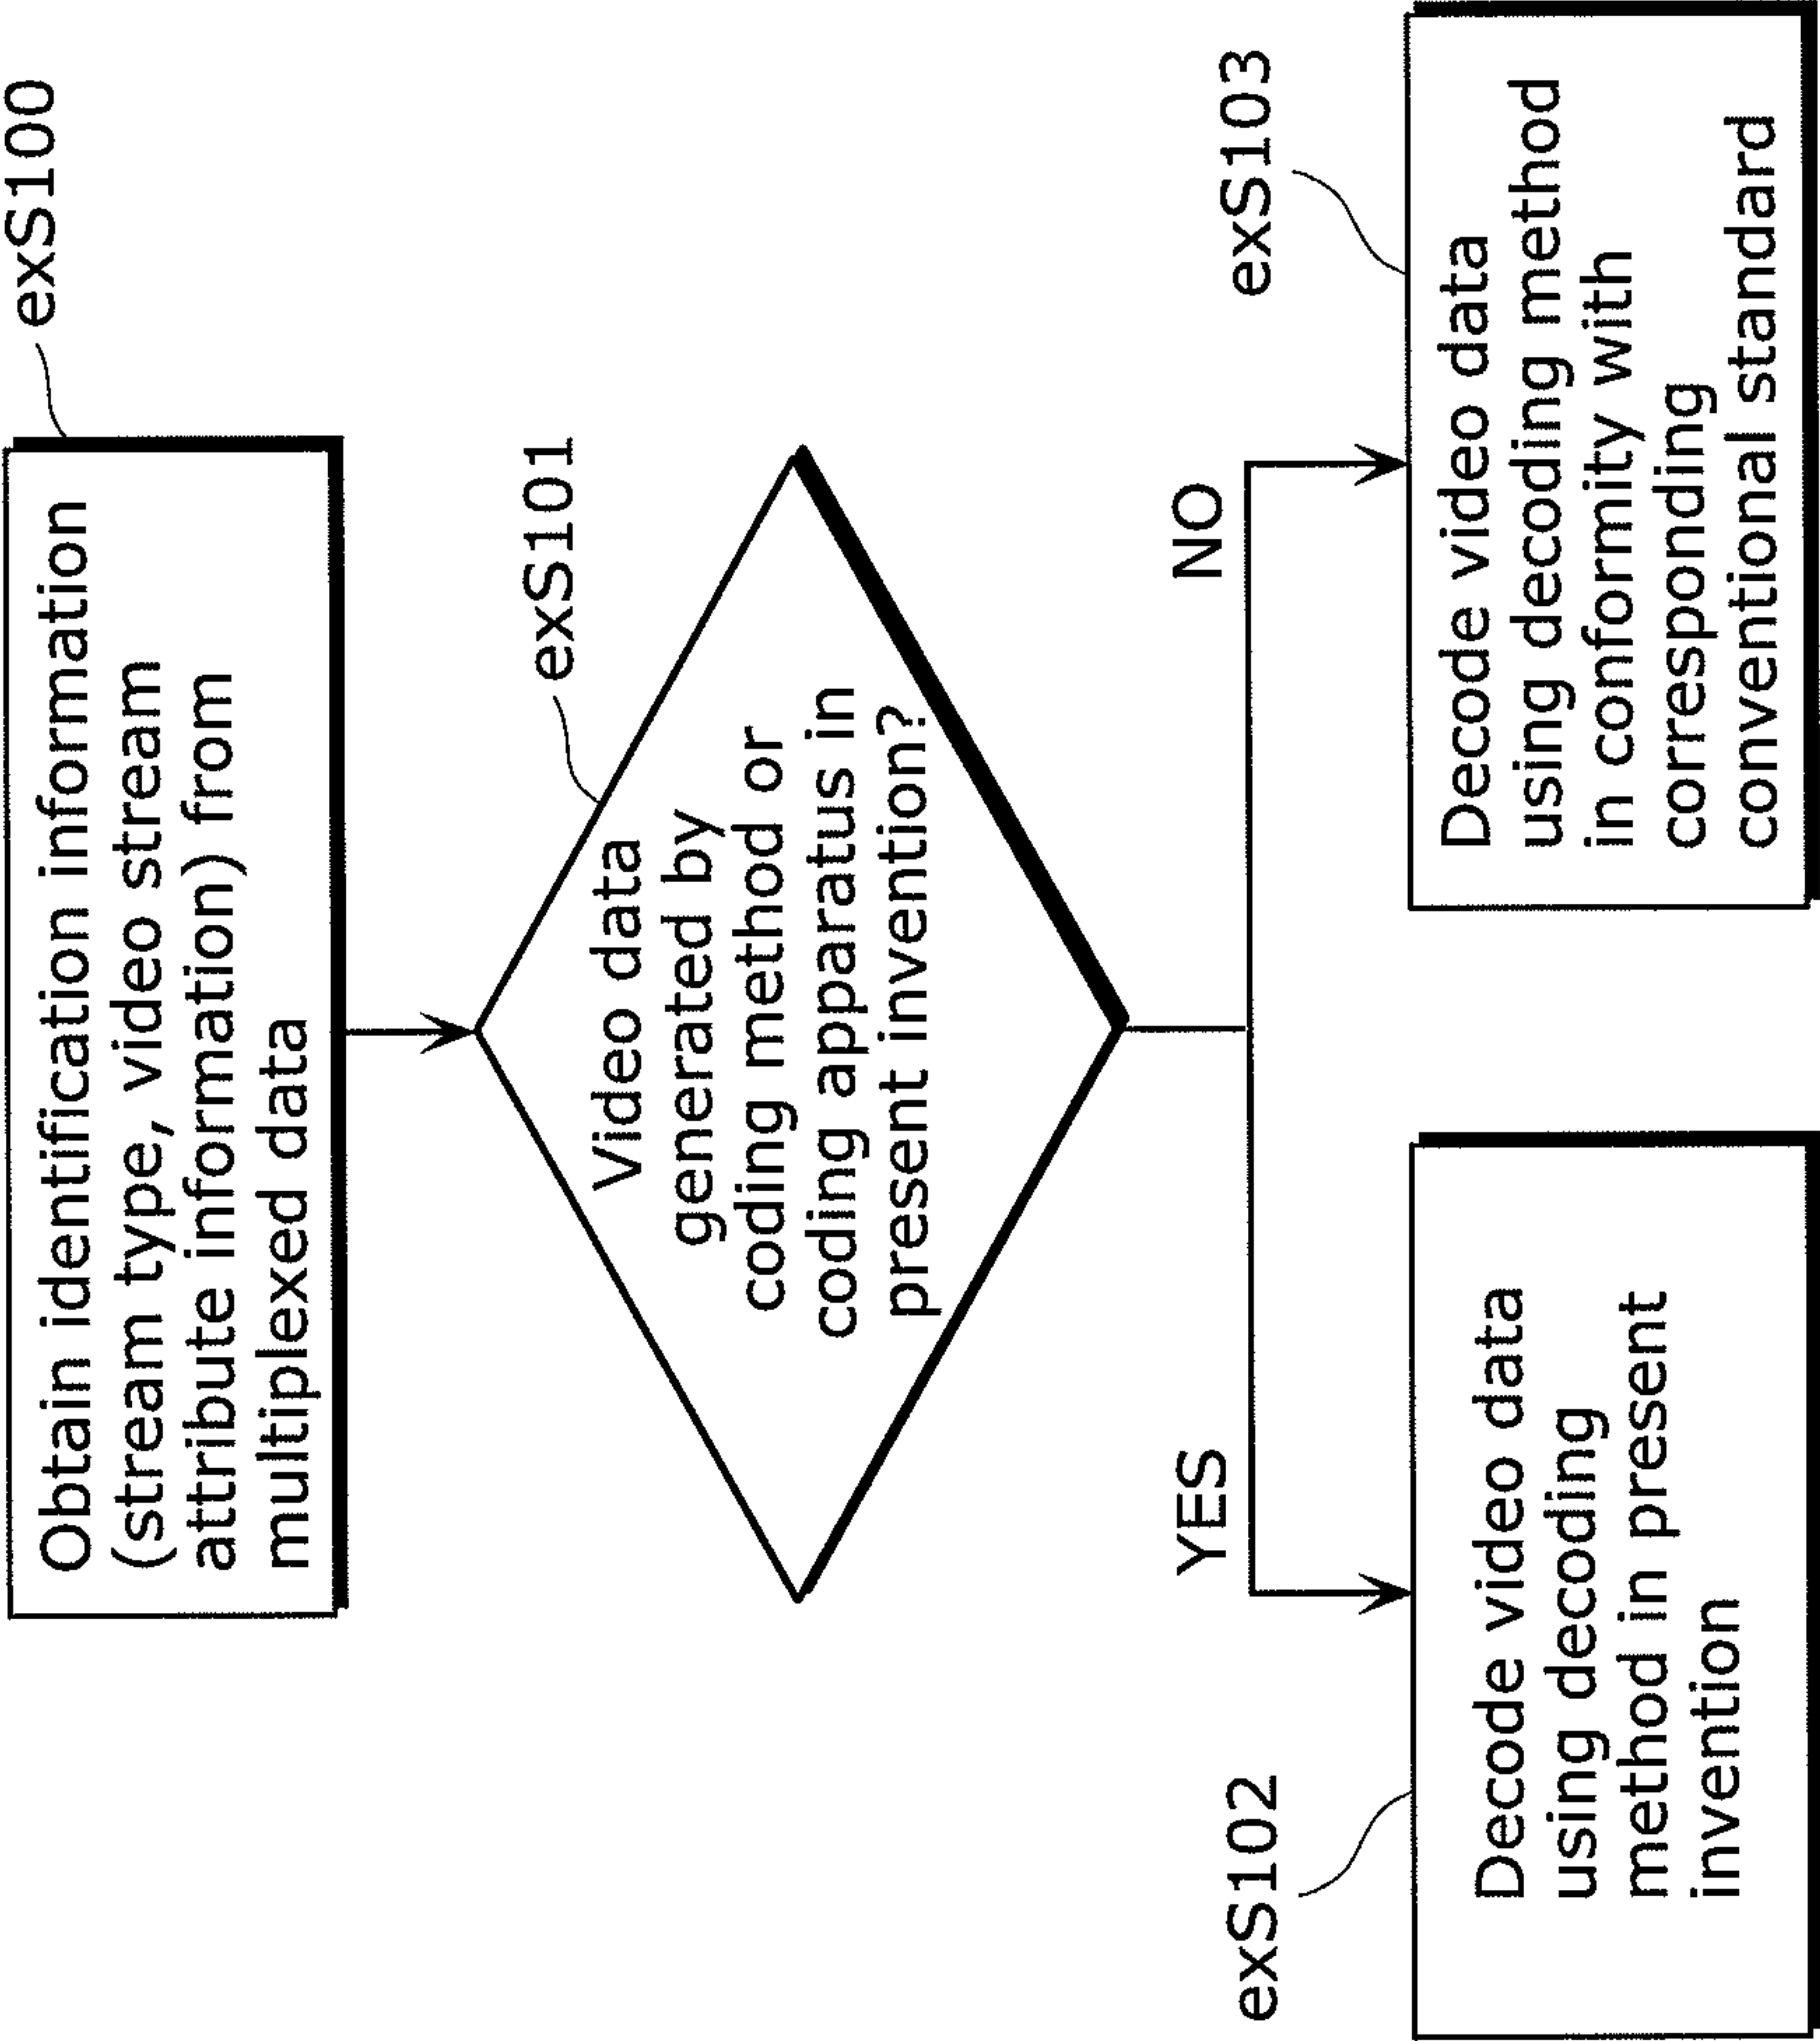 exS100
Obtain identification information
(stream type, video stream
attribute information) from
multiplexed data
exS101
Video data
generated by
coding method or
coding apparatus in
present invention?
YES
NO
exS102
Decode video data
using decoding
method in present
invention
exS103
Decode video data
using decoding method
in conformity with
corresponding
conventional standard